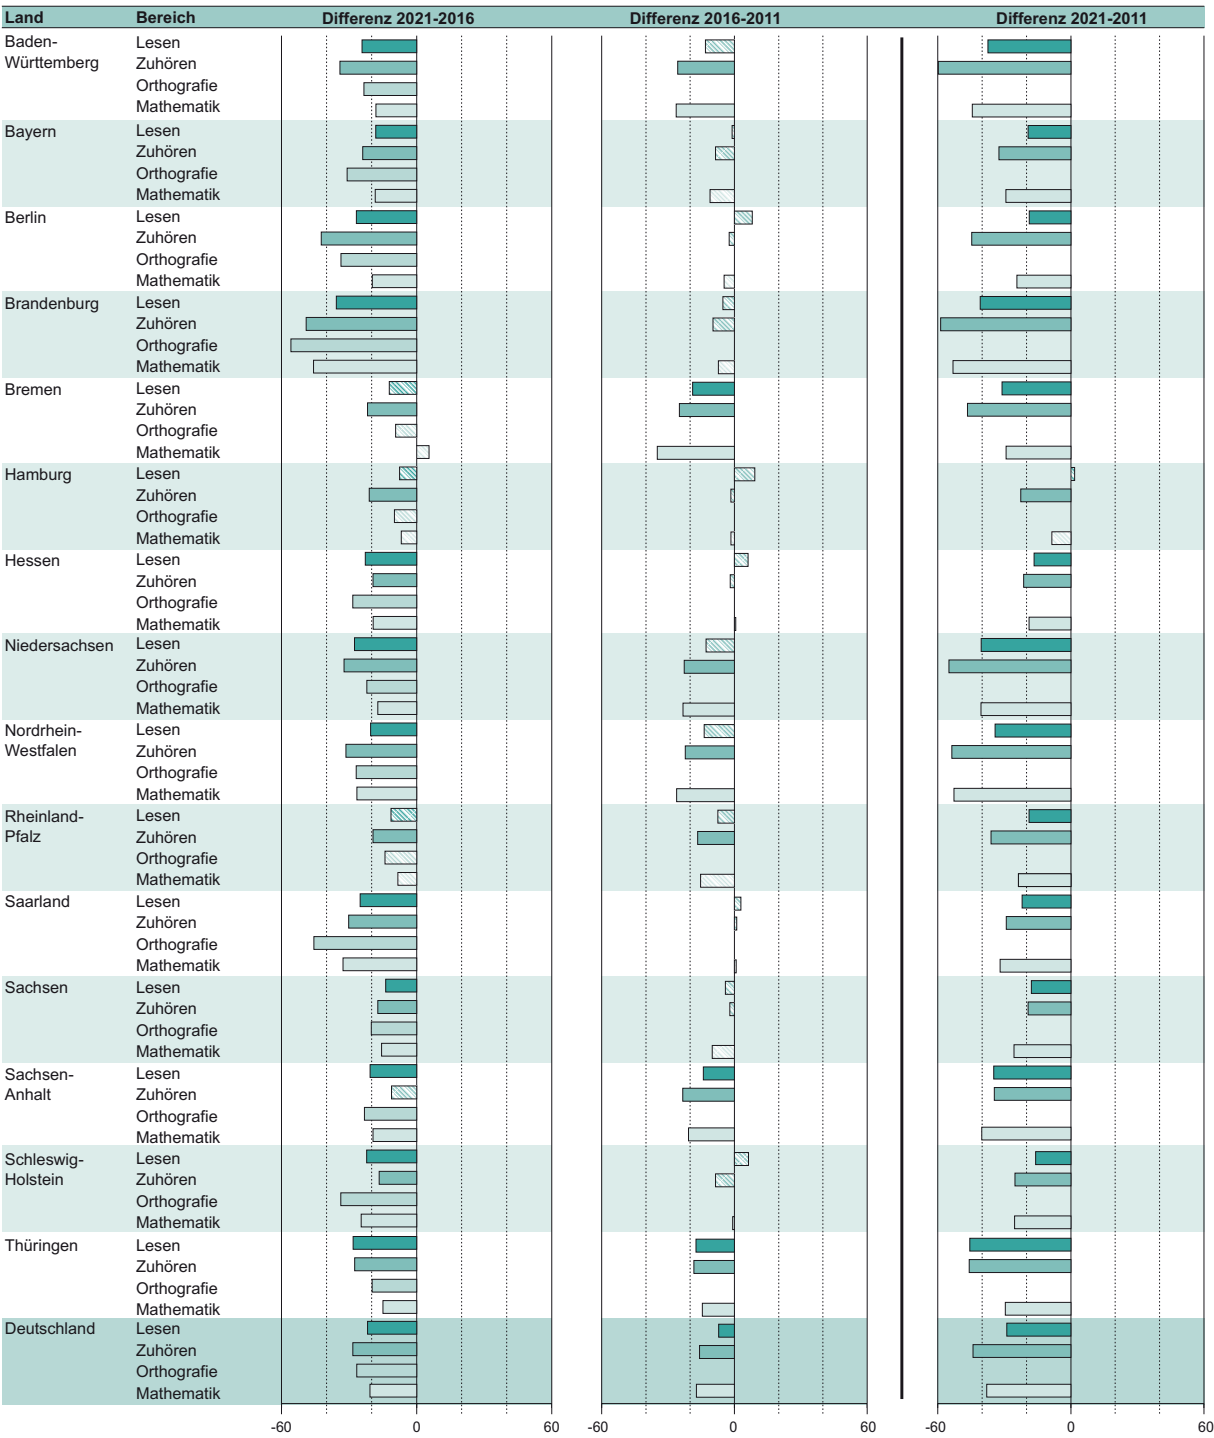 Land Bereich Differenz 2021-2016 Differenz 2016-2011 Differenz 2021-2011
Baden- Lesen
Württemberg Zuhören
Orthografie
Mathematik
Bayern Lesen
Zuhören
Orthografie
Mathematik
Berlin Lesen
Zuhören
Orthografie
Mathematik
Brandenburg Lesen
Zuhören
Orthografie
Mathematik
Bremen Lesen
Zuhören
Orthografie
Mathematik
Hamburg Lesen
Zuhören
Orthografie
Mathematik
Hessen Lesen
Zuhören
Orthografie
Mathematik
Niedersachsen Lesen
Zuhören
Orthografie
Mathematik
Nordrhein- Lesen
Westfalen Zuhören
Orthografie
Mathematik
Rheinland- Lesen
Pfalz Zuhören
Orthografie
Mathematik
Saarland Lesen
Zuhören
Orthografie
Mathematik
Sachsen Lesen
Zuhören
Orthografie
Mathematik
Sachsen- Lesen
Anhalt Zuhören
Orthografie
Mathematik
Schleswig- Lesen
Holstein Zuhören
Orthografie
Mathematik
Thüringen Lesen
Zuhören
Orthografie
Mathematik
Deutschland Lesen
Zuhören
Orthografie
Mathematik
-60 0 60 -60 0 60 -60 0 60